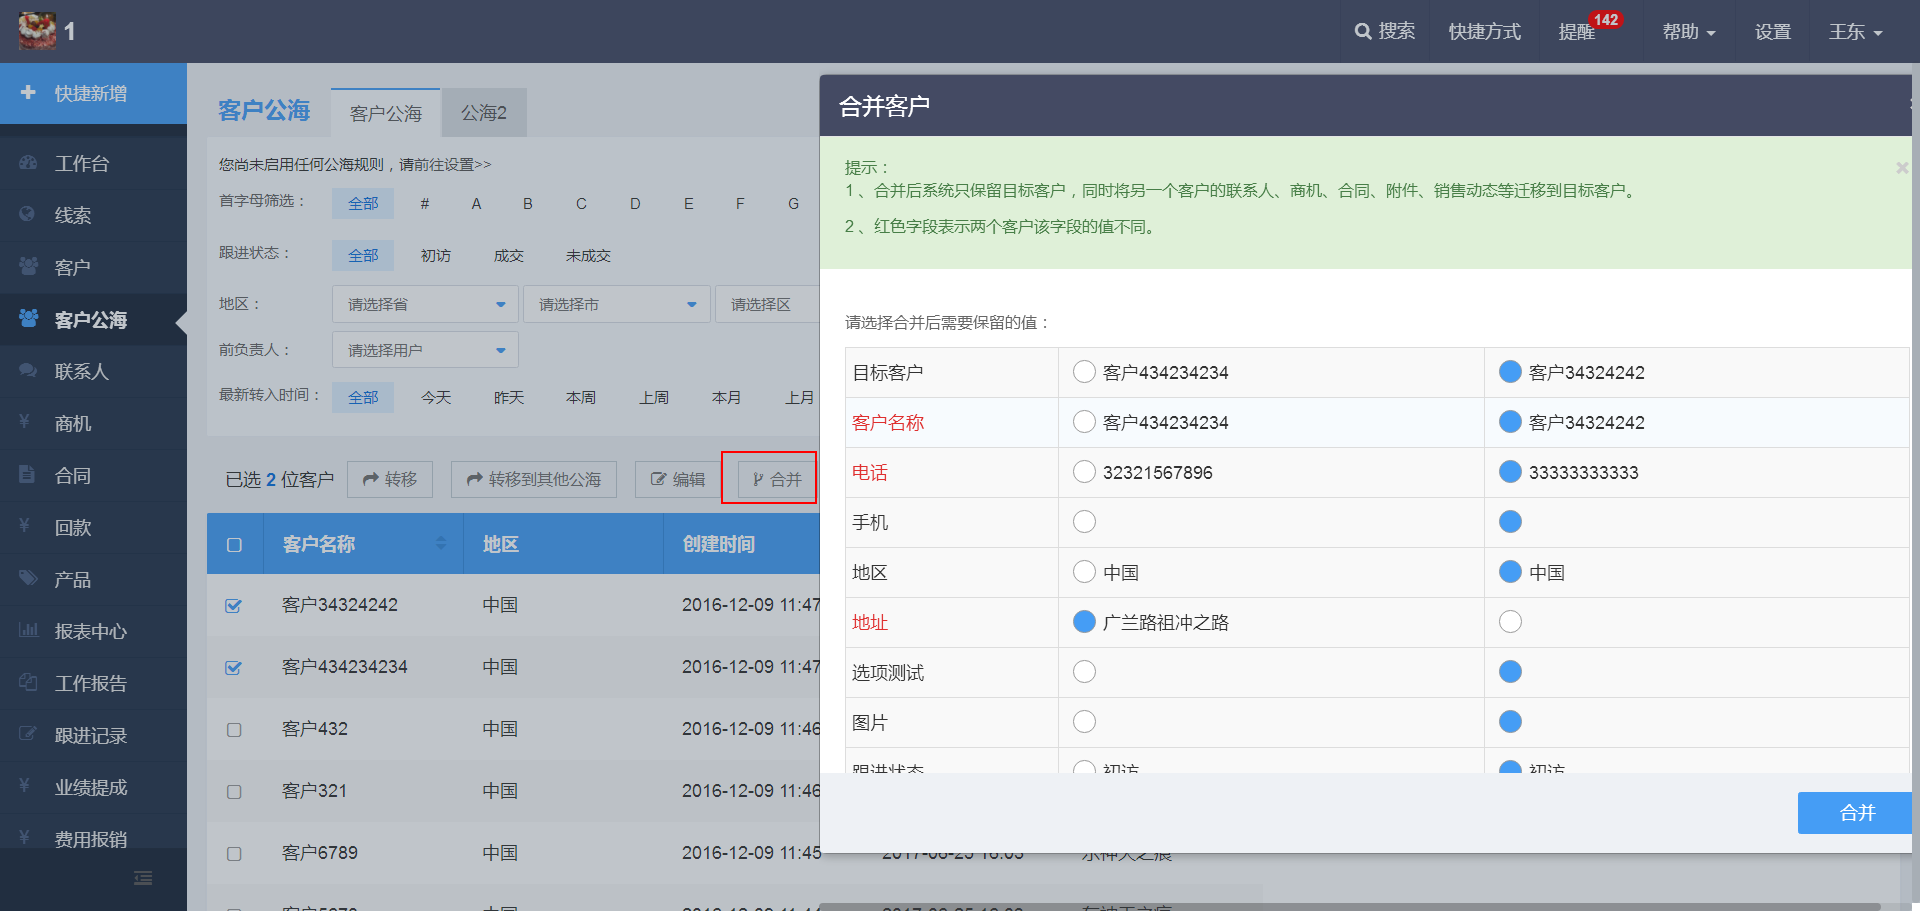 1
搜索
快捷方式
提醒
142
帮助
设置
王东
快捷新增
工作台
线索
客户
客户公海
联系人
商机
合同
回款
产品
报表中心
工作报告
跟进记录
业绩提成
费用报销
客户公海
客户公海
公海2
您尚未启用任何公海规则，请前往设置>>
首字母筛选： 全部 # A B C D E F G
跟进状态： 全部 初访 成交 未成交
地区： 请选择省 请选择市 请选择区
前负责人： 请选择用户
最新转入时间： 全部 今天 昨天 本周 上周 本月 上月
已选 2 位客户 转移 转移到其他公海 编辑 合并
客户名称 地区 创建时间
客户34324242 中国 2016-12-09 11:47
客户434234234 中国 2016-12-09 11:47
客户432 中国 2016-12-09 11:46
客户321 中国 2016-12-09 11:46
客户6789 中国 2016-12-09 11:45
合并客户
提示：
1、合并后系统只保留目标客户，同时将另一个客户的联系人、商机、合同、附件、销售动态等迁移到目标客户。
2、红色字段表示两个客户该字段的值不同。
请选择合并后需要保留的值：
目标客户 客户434234234 客户34324242
客户名称 客户434234234 客户34324242
电话 32321567896 33333333333
手机
地区 中国 中国
地址 广兰路祖冲之路
选项测试
图片
跟进状态 初访 初访
合并